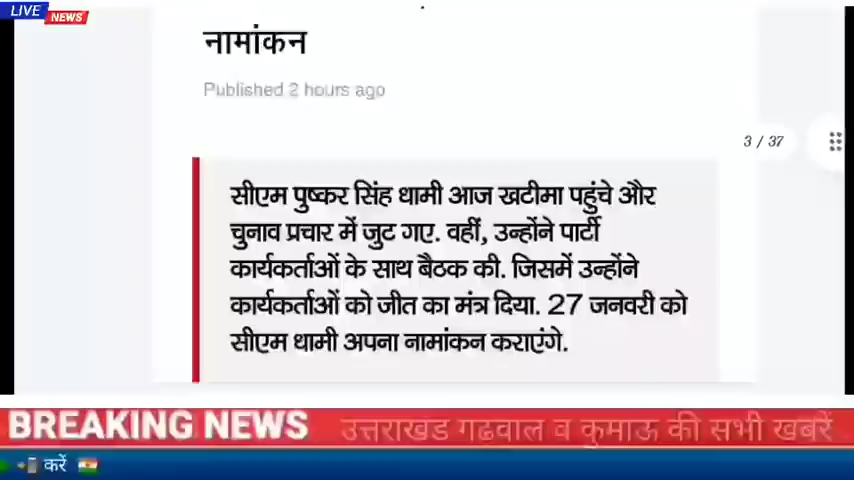 LIVE
NEWS
नामांकन
Published 2 hours ago
3 / 37
सीएम पुष्कर सिंह धामी आज खटीमा पहुंचे और
चुनाव प्रचार में जुट गए. वहीं, उन्होंने पार्टी
कार्यकर्ताओं के साथ बैठक की. जिसमें उन्होंने
कार्यकर्ताओं को जीत का मंत्र दिया. 27 जनवरी को
सीएम धामी अपना नामांकन कराएंगे.
BREAKING NEWS
उत्तराखंड गढवाल व कुमाऊ की सभी खबरें
करें